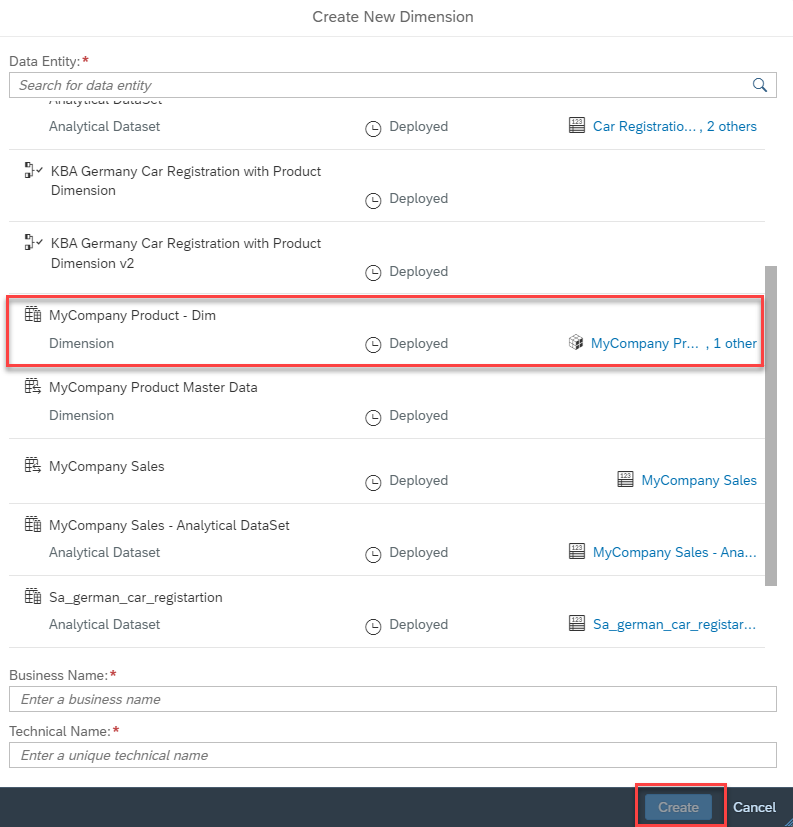 Create New Dimension
Data Entity:*
Search for data entity
Analytical DataSet
Analytical Dataset Deployed 123 Car Registratio... , 2 others
KBA Germany Car Registration with Product
Dimension
Deployed
KBA Germany Car Registration with Product
Dimension v2
Deployed
MyCompany Product - Dim
Dimension Deployed MyCompany Pr... , 1 other
MyCompany Product Master Data
Dimension Deployed
MyCompany Sales
Deployed 123 MyCompany Sales
MyCompany Sales - Analytical DataSet
Analytical Dataset Deployed 123 MyCompany Sales - Ana...
Sa_german_car_registartion
Analytical Dataset Deployed 123 Sa_german_car_registar...
Business Name:*
Enter a business name
Technical Name:*
Enter a unique technical name
Create Cancel